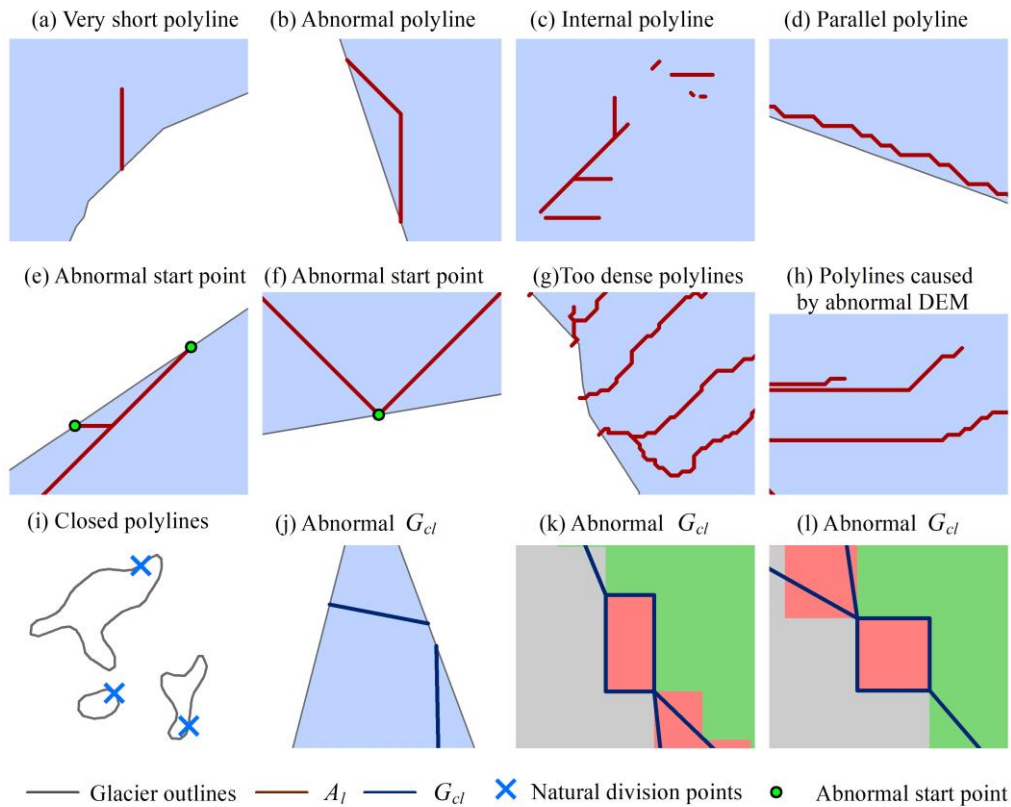 (a) Very short polyline
(b) Abnormal polyline
(c) Internal polyline
(d) Parallel polyline
(e) Abnormal start point
(f) Abnormal start point
(g)Too dense polylines
(h) Polylines caused
by abnormal DEM
(i) Closed polylines
(j) Abnormal Gcl
(k) Abnormal Gcl
(l) Abnormal Gcl
Glacier outlines
Al
Gcl
Natural division points
Abnormal start point